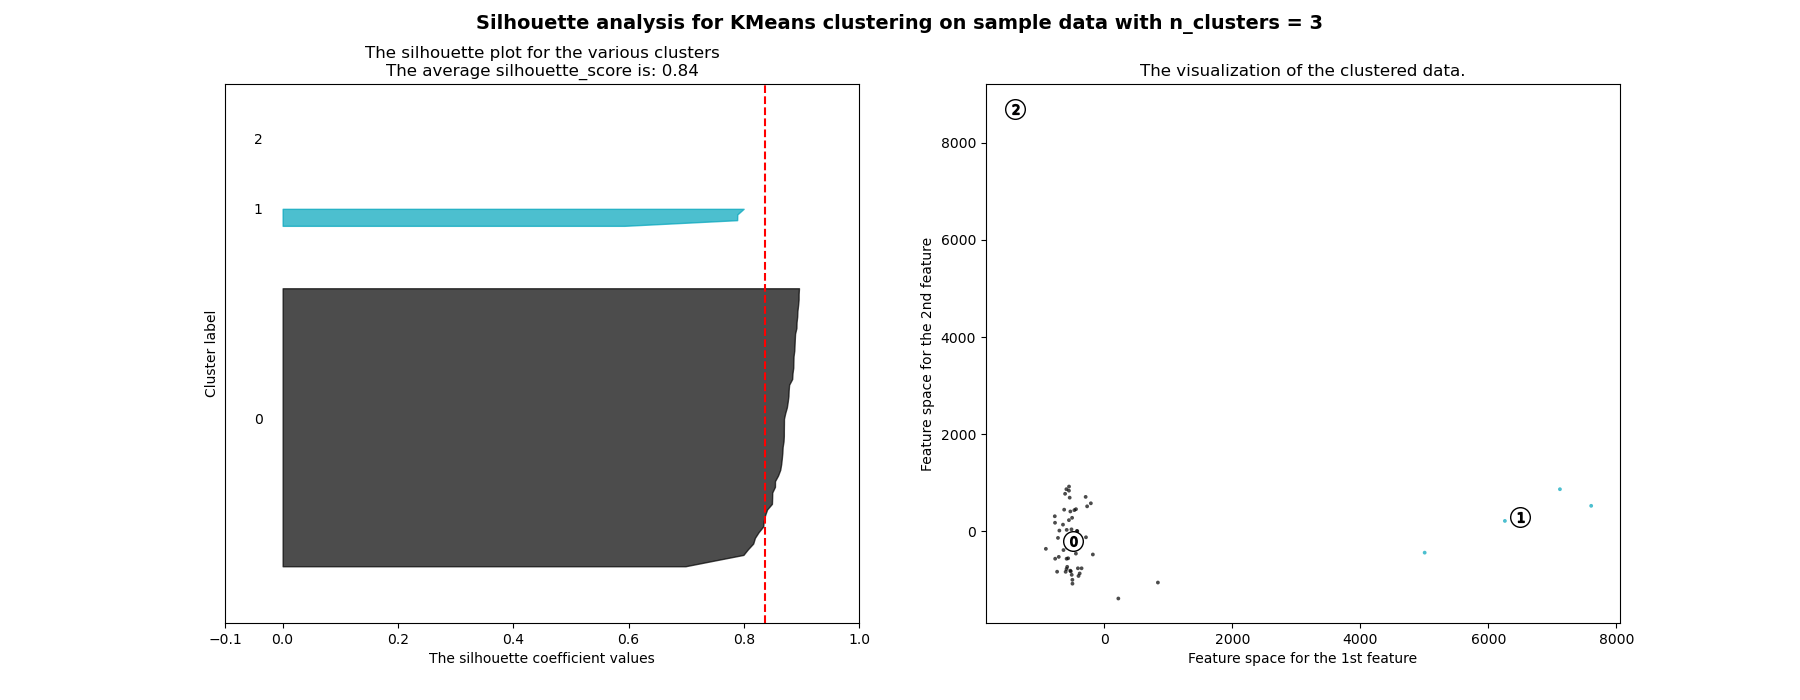 Silhouette analysis for KMeans clustering on sample data with n_clusters = 3
The silhouette plot for the various clusters
The average silhouette_score is: 0.84
2
1
0
Cluster label
−0.1 0.0 0.2 0.4 0.6 0.8 1.0
The silhouette coefficient values
The visualization of the clustered data.
2
1
0
8000
6000
4000
2000
0
Feature space for the 2nd feature
0 2000 4000 6000 8000
Feature space for the 1st feature